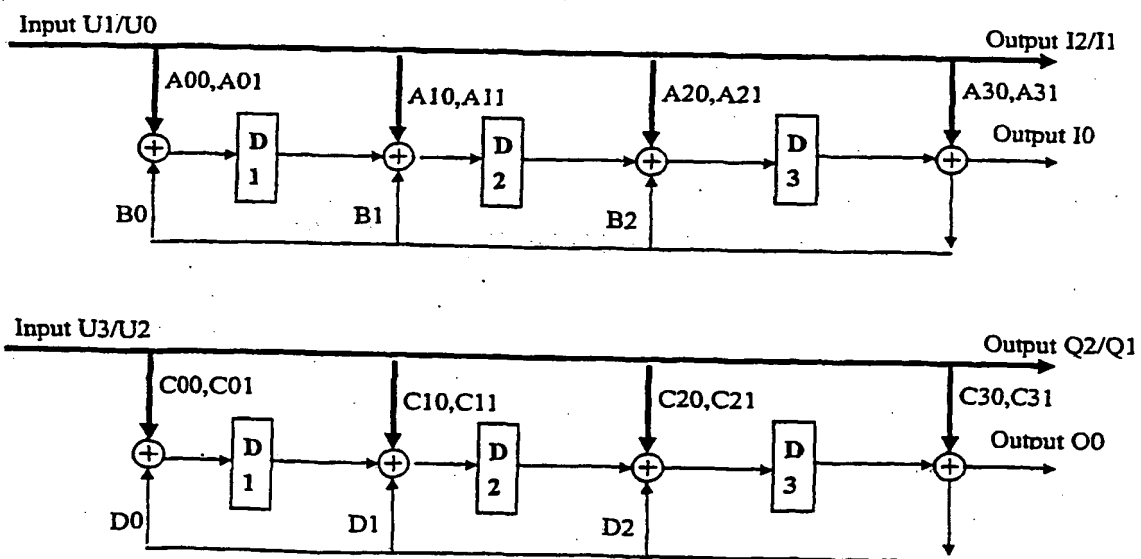 Input U1/U0
Output I2/I1
A00,A01
A10,A11
A20,A21
A30,A31
D
1
D
2
D
3
Output I0
B0
B1
B2
Input U3/U2
Output Q2/Q1
C00,C01
C10,C11
C20,C21
C30,C31
D
1
D
2
D
3
Output O0
D0
D1
D2